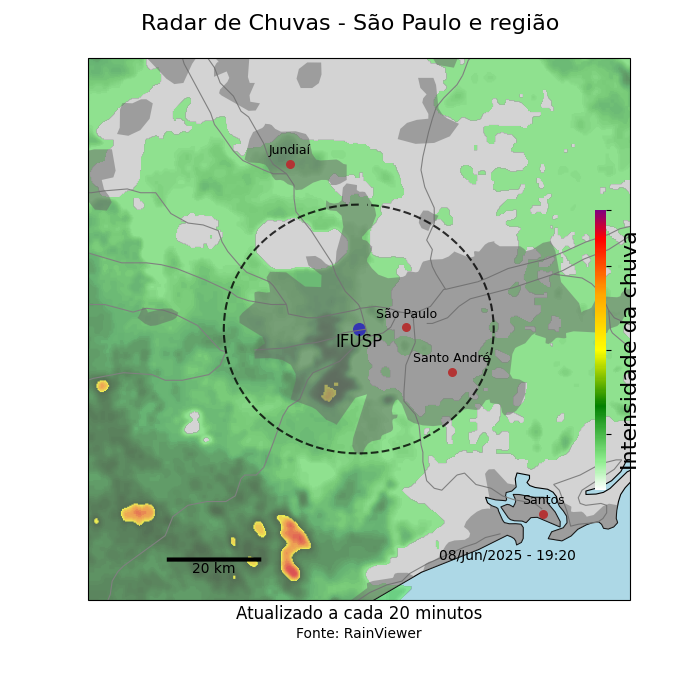 Radar de Chuvas - São Paulo e região
Jundiaí
São Paulo
IFUSP
Santo André
Intensidade da chuva
Santos
08/Jun/2025 - 19:20
20 km
Atualizado a cada 20 minutos
Fonte: RainViewer